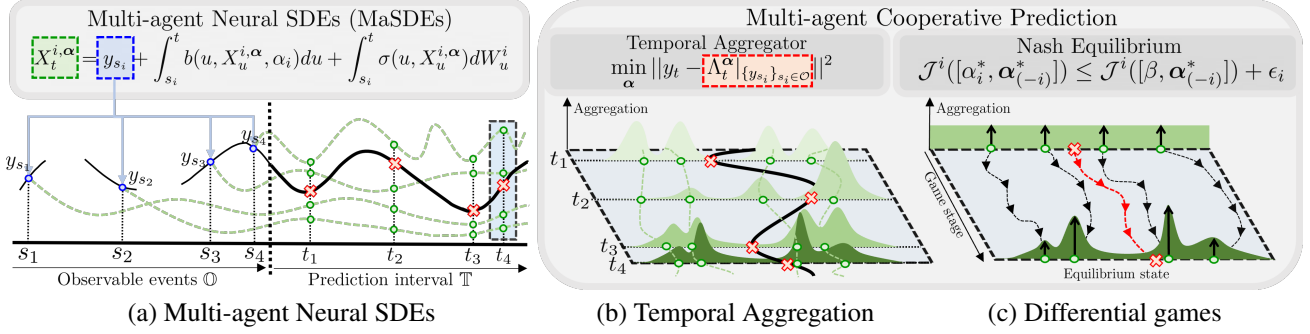 Multi-agent Neural SDEs (MaSDEs)
X_t^{i,α} = y_{s_i} + ∫_{s_i}^t b(u, X_u^{i,α}, α_i)du + ∫_{s_i}^t σ(u, X_u^{i,α})dW_u^i
y_{s_1}
y_{s_2}
y_{s_3}
y_{s_4}
s_1 s_2 s_3 s_4 t_1 t_2 t_3 t_4
Observable events 𝕆
Prediction interval 𝕋
(a) Multi-agent Neural SDEs
Multi-agent Cooperative Prediction
Temporal Aggregator
min_α ||y_t − Λ_t^α|_{{y_{s_i}}_{s_i∈𝒪}}||^2
Aggregation
t_1
t_2
t_3
t_4
(b) Temporal Aggregation
Nash Equilibrium
𝒥^i([α_i^*, α_{(−i)}^*]) ≤ 𝒥^i([β, α_{(−i)}^*]) + ϵ_i
Aggregation
Game stage
Equilibrium state
(c) Differential games